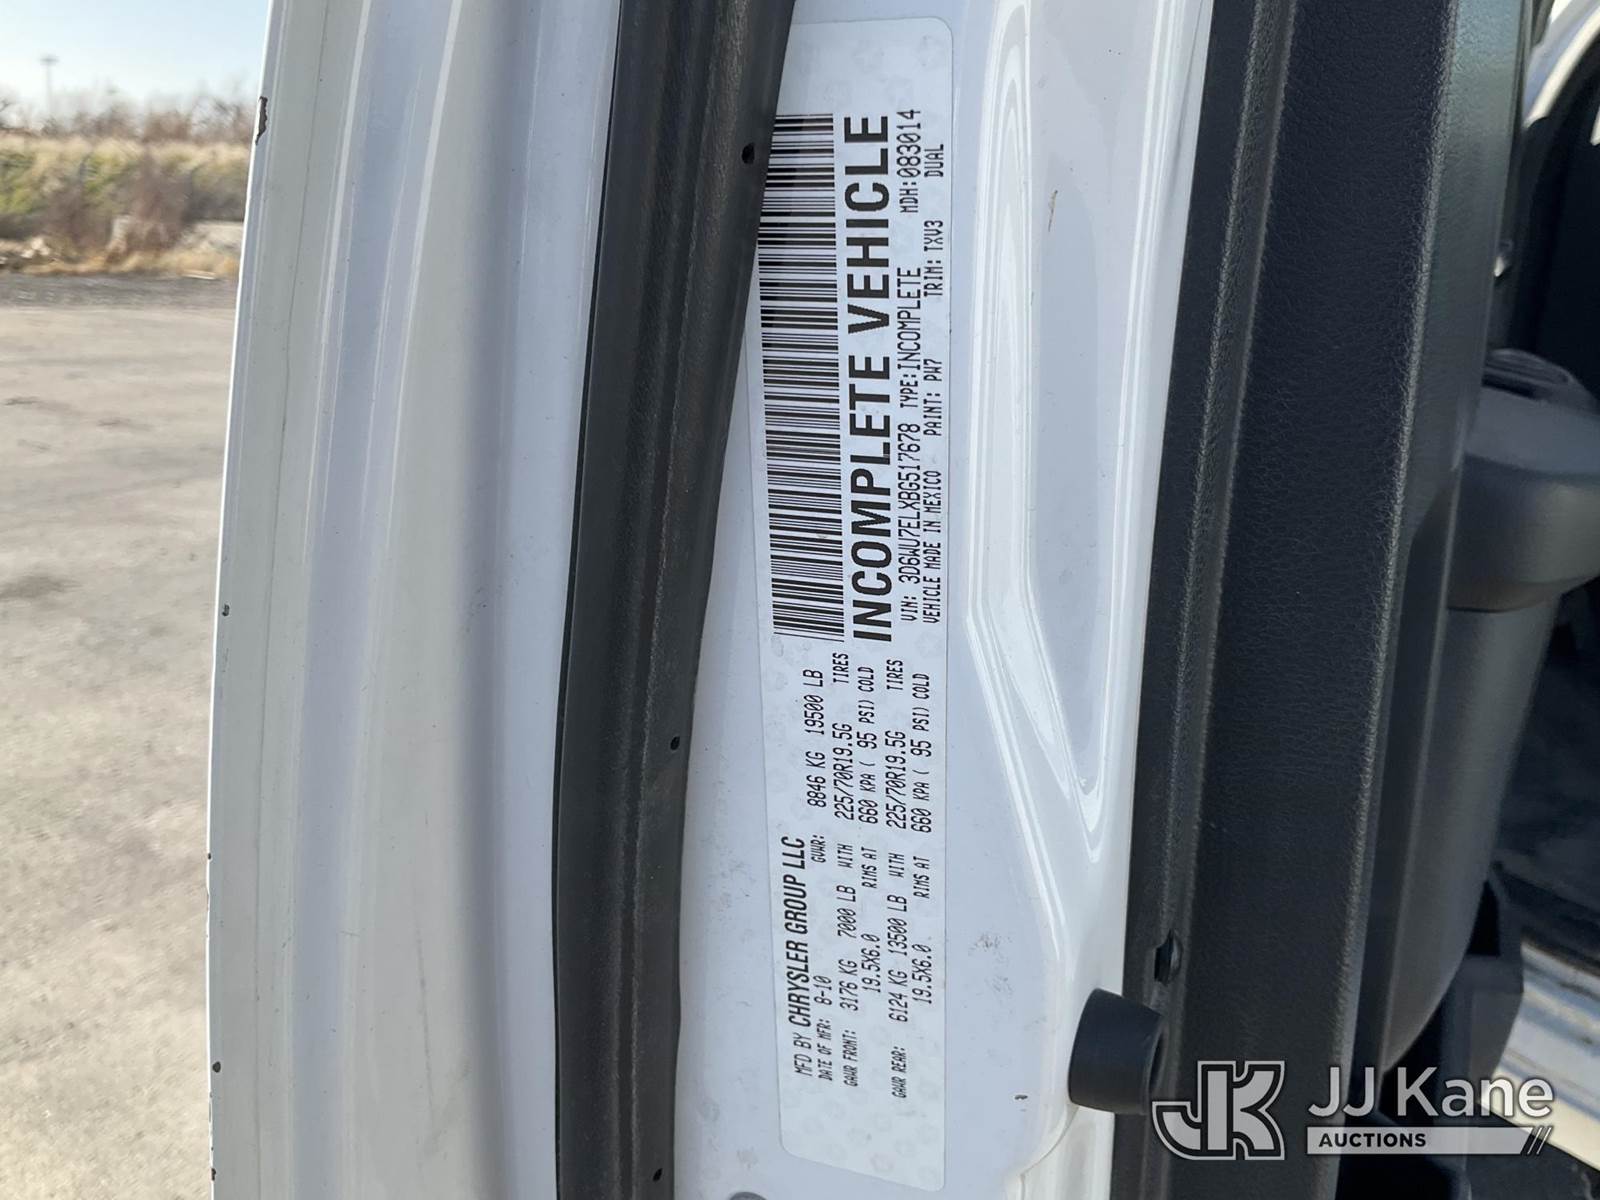 MFD BY CHRYSLER GROUP LLC
DATE OF MFR: 8-10 GVWR: 8846 KG 19500 LB
GAWR FRONT: 3176 KG 7000 LB WITH 225/70R19.5G TIRES
19.5X6.0 RIMS AT 660 KPA ( 95 PSI) COLD
GAWR REAR: 6124 KG 13500 LB WITH 225/70R19.5G TIRES
19.5X6.0 RIMS AT 660 KPA ( 95 PSI) COLD
INCOMPLETE VEHICLE
VIN: 3D6WU7ELXBG517678 TYPE:INCOMPLETE MDH:083014
VEHICLE MADE IN MEXICO PAINT: PW7 TRIM: TXV3 DUAL
JK JJ Kane
AUCTIONS